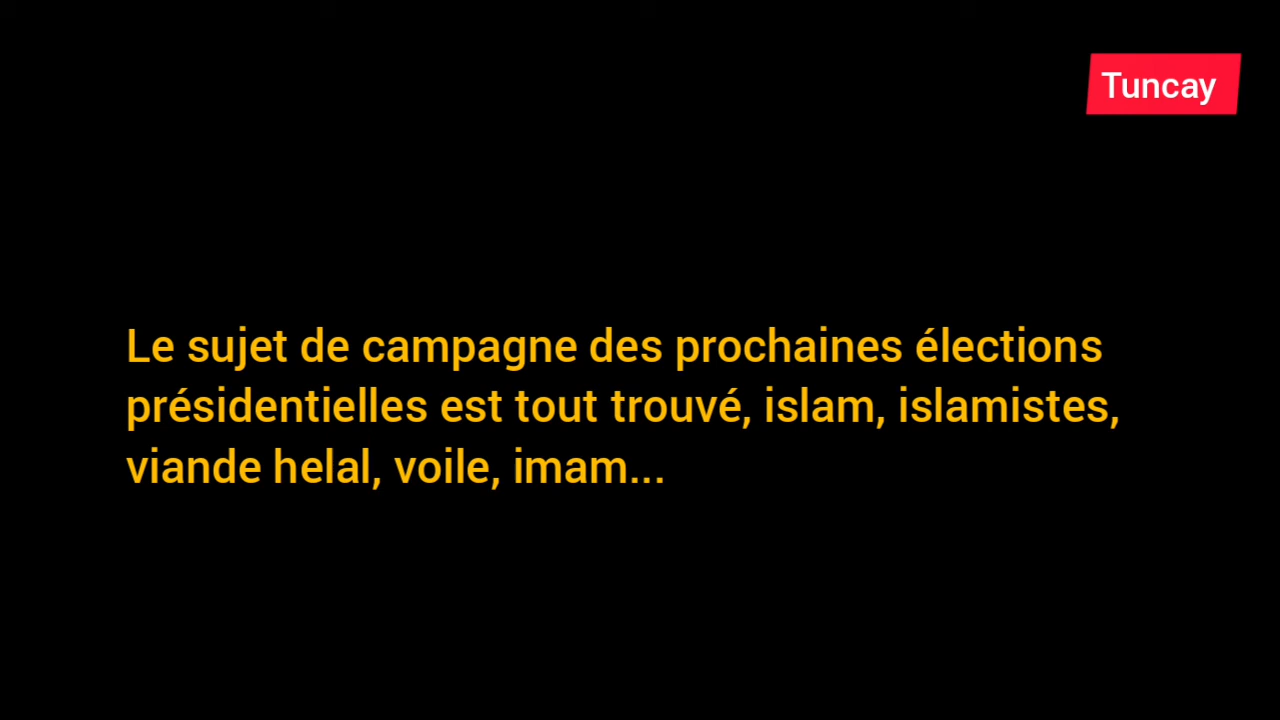 Tuncay
Le sujet de campagne des prochaines élections
présidentielles est tout trouvé, islam, islamistes,
viande helal, voile, imam...